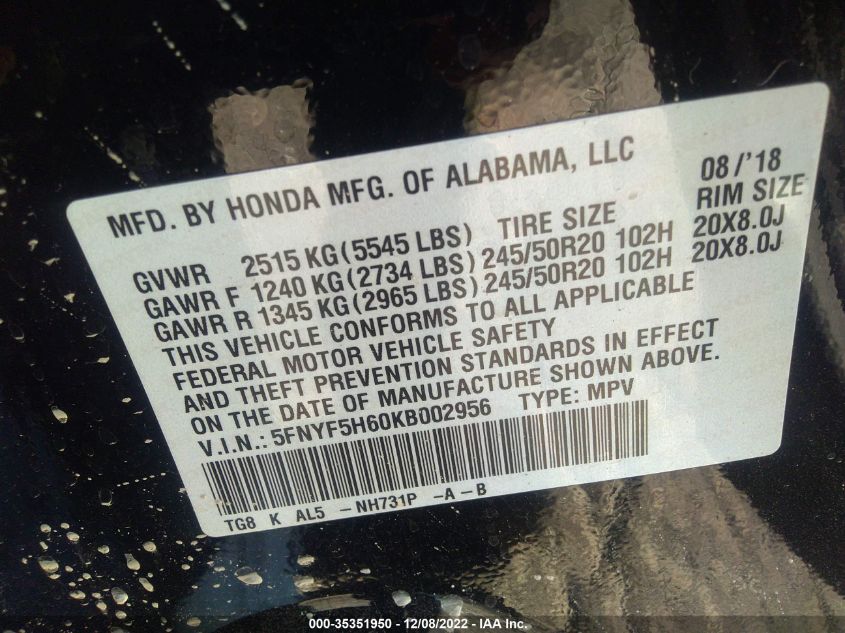 MFD. BY HONDA MFG. OF ALABAMA, LLC 08/'18
GVWR 2515 KG(5545 LBS) TIRE SIZE RIM SIZE
GAWR F 1240 KG(2734 LBS) 245/50R20 102H 20X8.0J
GAWR R 1345 KG(2965 LBS) 245/50R20 102H 20X8.0J
THIS VEHICLE CONFORMS TO ALL APPLICABLE
FEDERAL MOTOR VEHICLE SAFETY
AND THEFT PREVENTION STANDARDS IN EFFECT
ON THE DATE OF MANUFACTURE SHOWN ABOVE.
V.I.N.: 5FNYF5H60KB002956 TYPE: MPV
TG8 K AL5 -NH731P -A-B
000-35351950 - 12/08/2022 - IAA Inc.